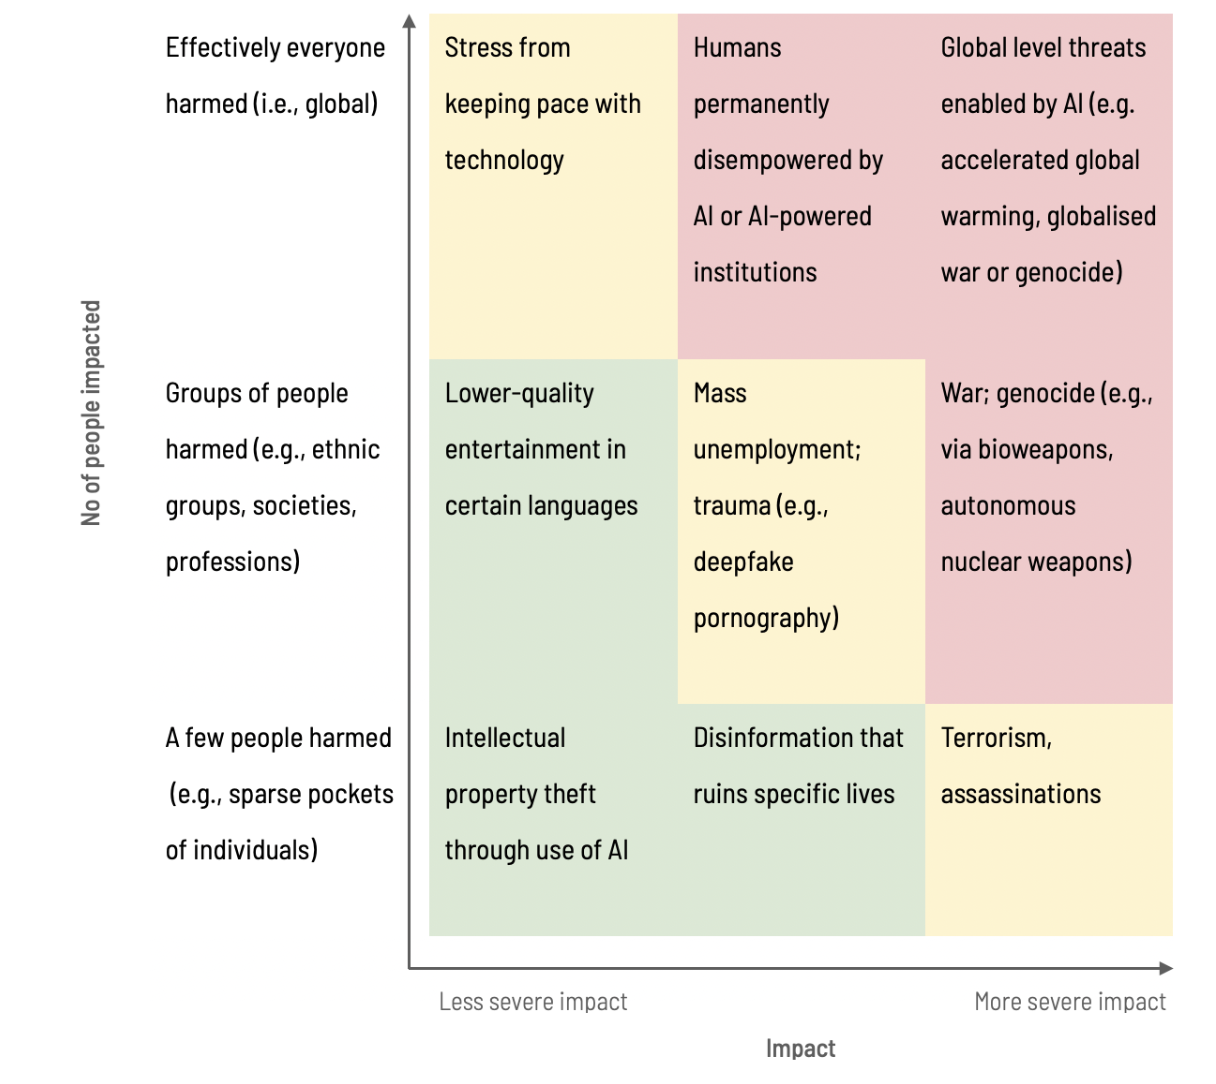 No of people impacted
Effectively everyone
harmed (i.e., global)
Stress from
keeping pace with
technology
Humans
permanently
disempowered by
AI or AI-powered
institutions
Global level threats
enabled by AI (e.g.
accelerated global
warming, globalised
war or genocide)
Groups of people
harmed (e.g., ethnic
groups, societies,
professions)
Lower-quality
entertainment in
certain languages
Mass
unemployment;
trauma (e.g.,
deepfake
pornography)
War; genocide (e.g.,
via bioweapons,
autonomous
nuclear weapons)
A few people harmed
(e.g., sparse pockets
of individuals)
Intellectual
property theft
through use of AI
Disinformation that
ruins specific lives
Terrorism,
assassinations
Less severe impact
More severe impact
Impact